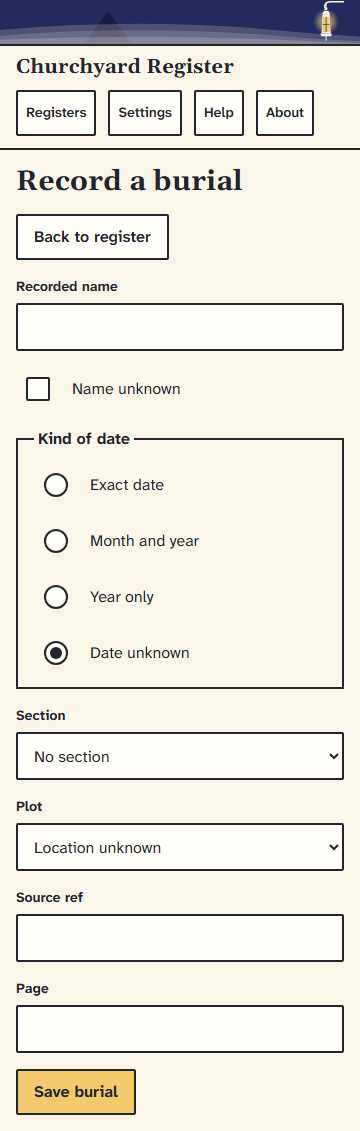 Churchyard Register
Registers Settings Help About
Record a burial
Back to register
Recorded name
Name unknown
Kind of date
Exact date
Month and year
Year only
Date unknown
Section
No section
Plot
Location unknown
Source ref
Page
Save burial